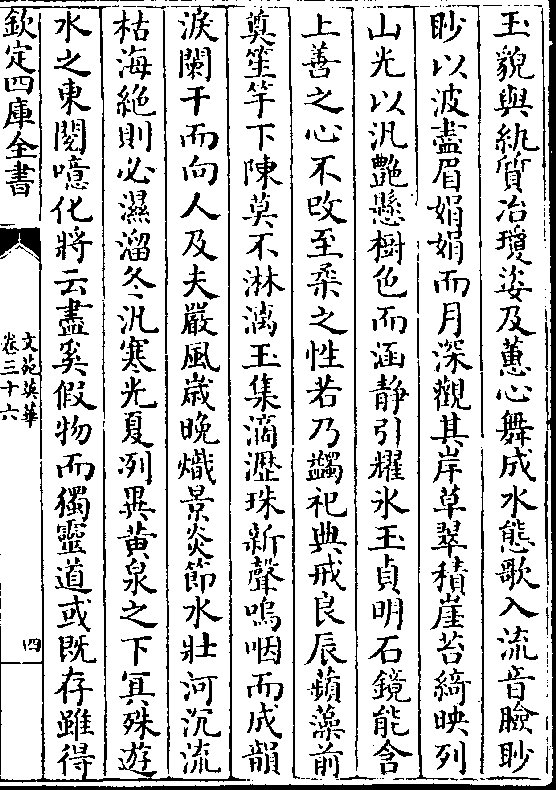 玉貌與紈質冶瓊姿及蕙心舞成水態歌入流音臉眇
眇以波盡眉娟娟而月深觀其岸草翠積崖苔綺映列
山光以汎艶懸樹色而涵静引耀氷玉貞明石鏡能含
上善之心不改至柔之性若乃蠲祀典戒良辰蘋藻前
奠笙竽下陳莫不淋漓玉集滴瀝珠新聲嗚咽而成韻
淚闌干而向人及夫嚴風歳晚熾景炎節水壯河沉流
枯海絶則必濕溜冬汎寒光夏冽異黄泉之下冥殊遊
水之東閱噫化將云盡奚假物而獨靈道或既存雖得
欽定四庫全書
文苑英華
卷三十六
四